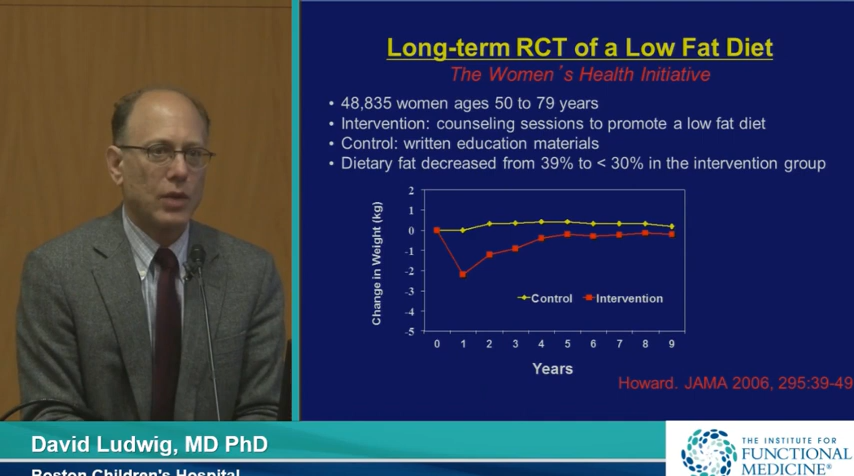 Long-term RCT of a Low Fat Diet
The Women´s Health Initiative
• 48,835 women ages 50 to 79 years
• Intervention: counseling sessions to promote a low fat diet
• Control: written education materials
• Dietary fat decreased from 39% to < 30% in the intervention group
Change in Weight (kg)
2
1
0
-1
-2
-3
-4
-5
Control
Intervention
0 1 2 3 4 5 6 7 8 9
Years
Howard. JAMA 2006, 295:39-49
David Ludwig, MD PhD
Boston Children's Hospital
THE INSTITUTE FOR
FUNCTIONAL
MEDICINE®